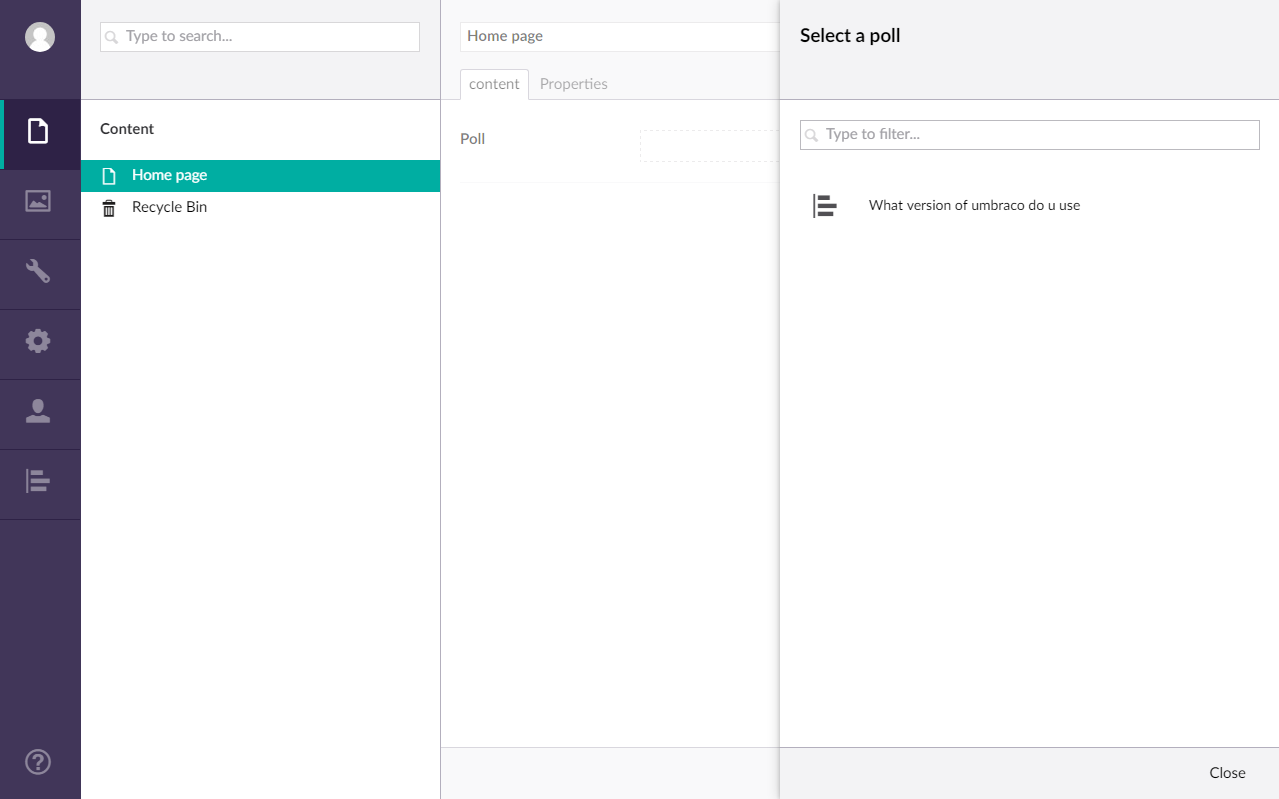 Type to search...
Content
Home page
Recycle Bin
Home page
content
Properties
Poll
Select a poll
Type to filter...
What version of umbraco do u use
Close